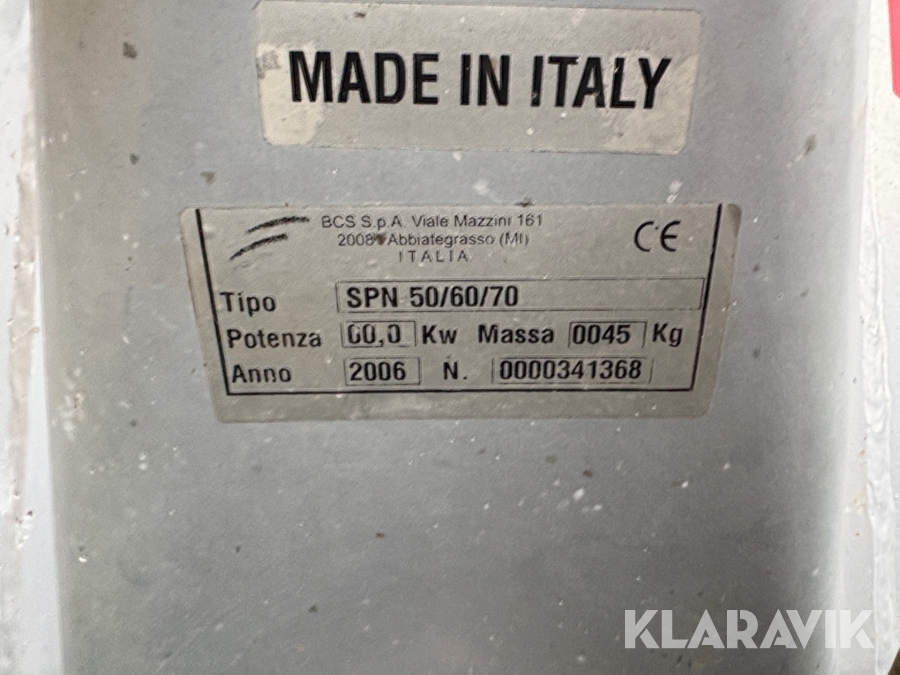 MADE IN ITALY
BCS S.p.A. Viale Mazzini 161
Abbiategrasso (MI)
ITALIA
CE
Tipo SPN 50/60/70
Potenza 00,0 Kw Massa 0045 Kg
Anno 2006 N. 0000341368
KLARAVIK